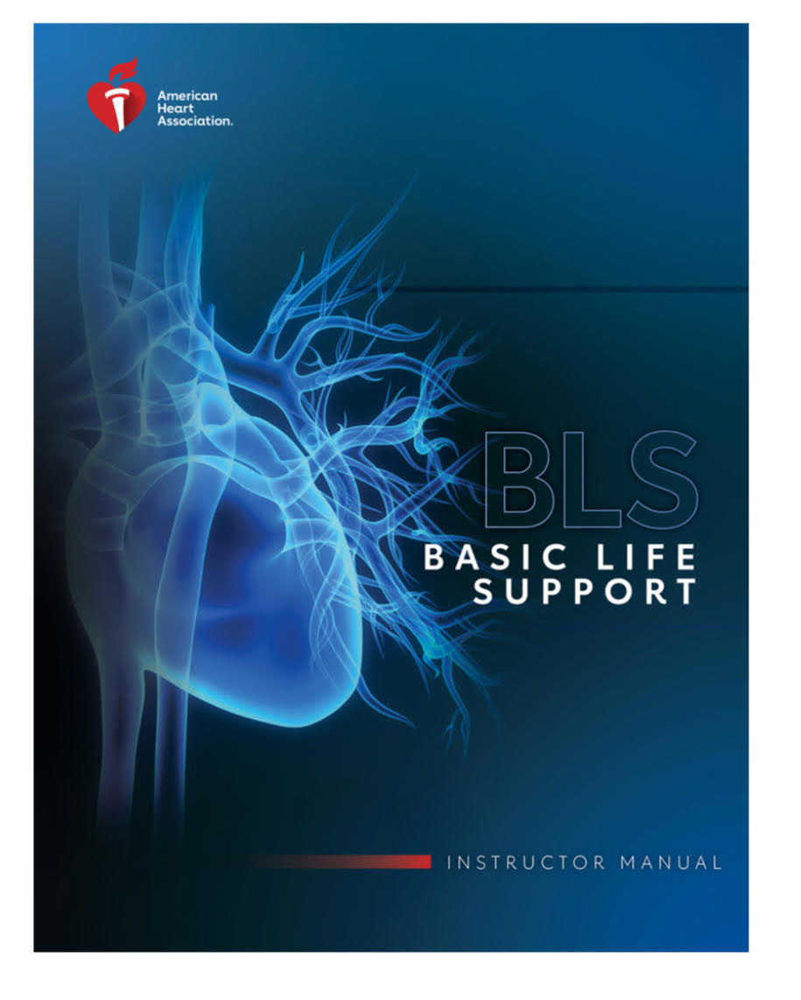 American
Heart
Association.
BLS
BASIC LIFE
SUPPORT
INSTRUCTOR MANUAL